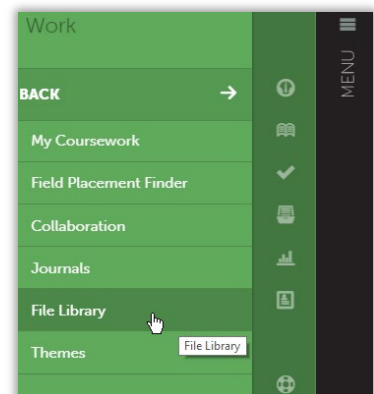 Work
MENU
BACK
My Coursework
Field Placement Finder
Collaboration
Journals
File Library
File Library
Themes